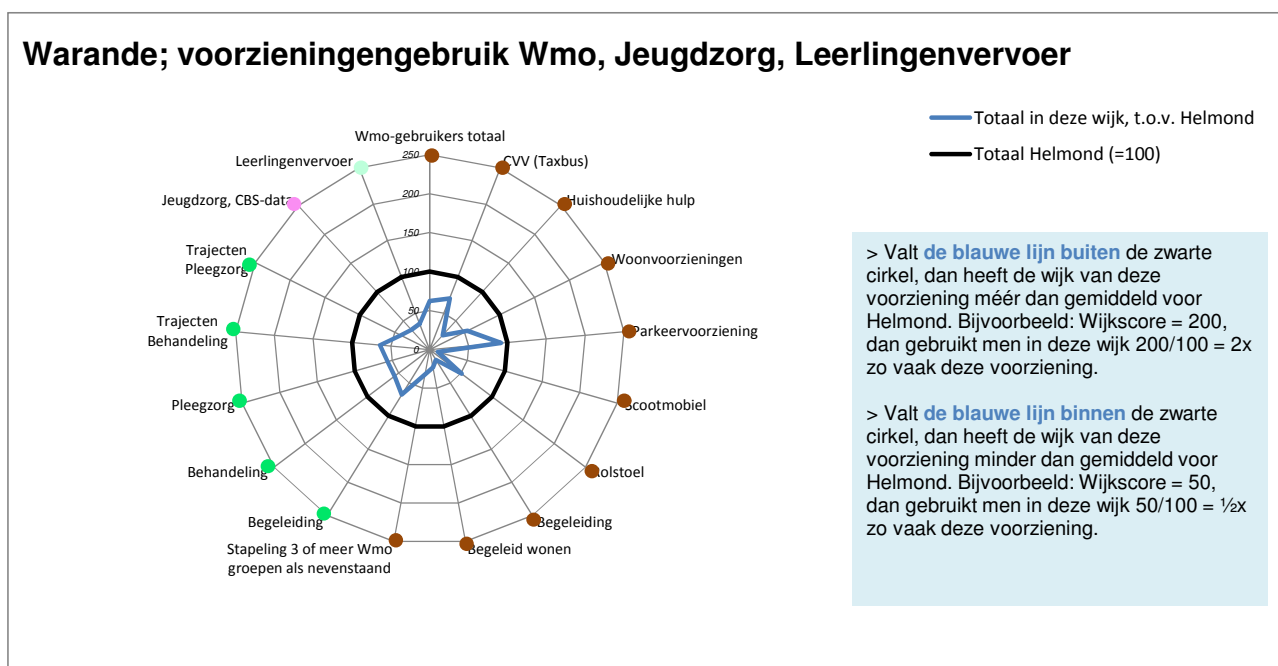 Warande; voorzieningengebruik Wmo, Jeugdzorg, Leerlingenvervoer
Totaal in deze wijk, t.o.v. Helmond
Totaal Helmond (=100)
Wmo-gebruikers totaal
CVV (Taxbus)
Huishoudelijke hulp
Woonvoorzieningen
Parkeervoorziening
Scootmobiel
Rolstoel
Begeleiding
Begeleid wonen
Stapeling 3 of meer Wmo
groepen als nevenstaand
Begeleiding
Behandeling
Pleegzorg
Trajecten
Behandeling
Trajecten
Pleegzorg
Jeugdzorg, CBS-data
Leerlingenvervoer
250
200
150
100
50
0
> Valt de blauwe lijn buiten de zwarte
cirkel, dan heeft de wijk van deze
voorziening méér dan gemiddeld voor
Helmond. Bijvoorbeeld: Wijkscore = 200,
dan gebruikt men in deze wijk 200/100 = 2x
zo vaak deze voorziening.
> Valt de blauwe lijn binnen de zwarte
cirkel, dan heeft de wijk van deze
voorziening minder dan gemiddeld voor
Helmond. Bijvoorbeeld: Wijkscore = 50,
dan gebruikt men in deze wijk 50/100 = ½x
zo vaak deze voorziening.